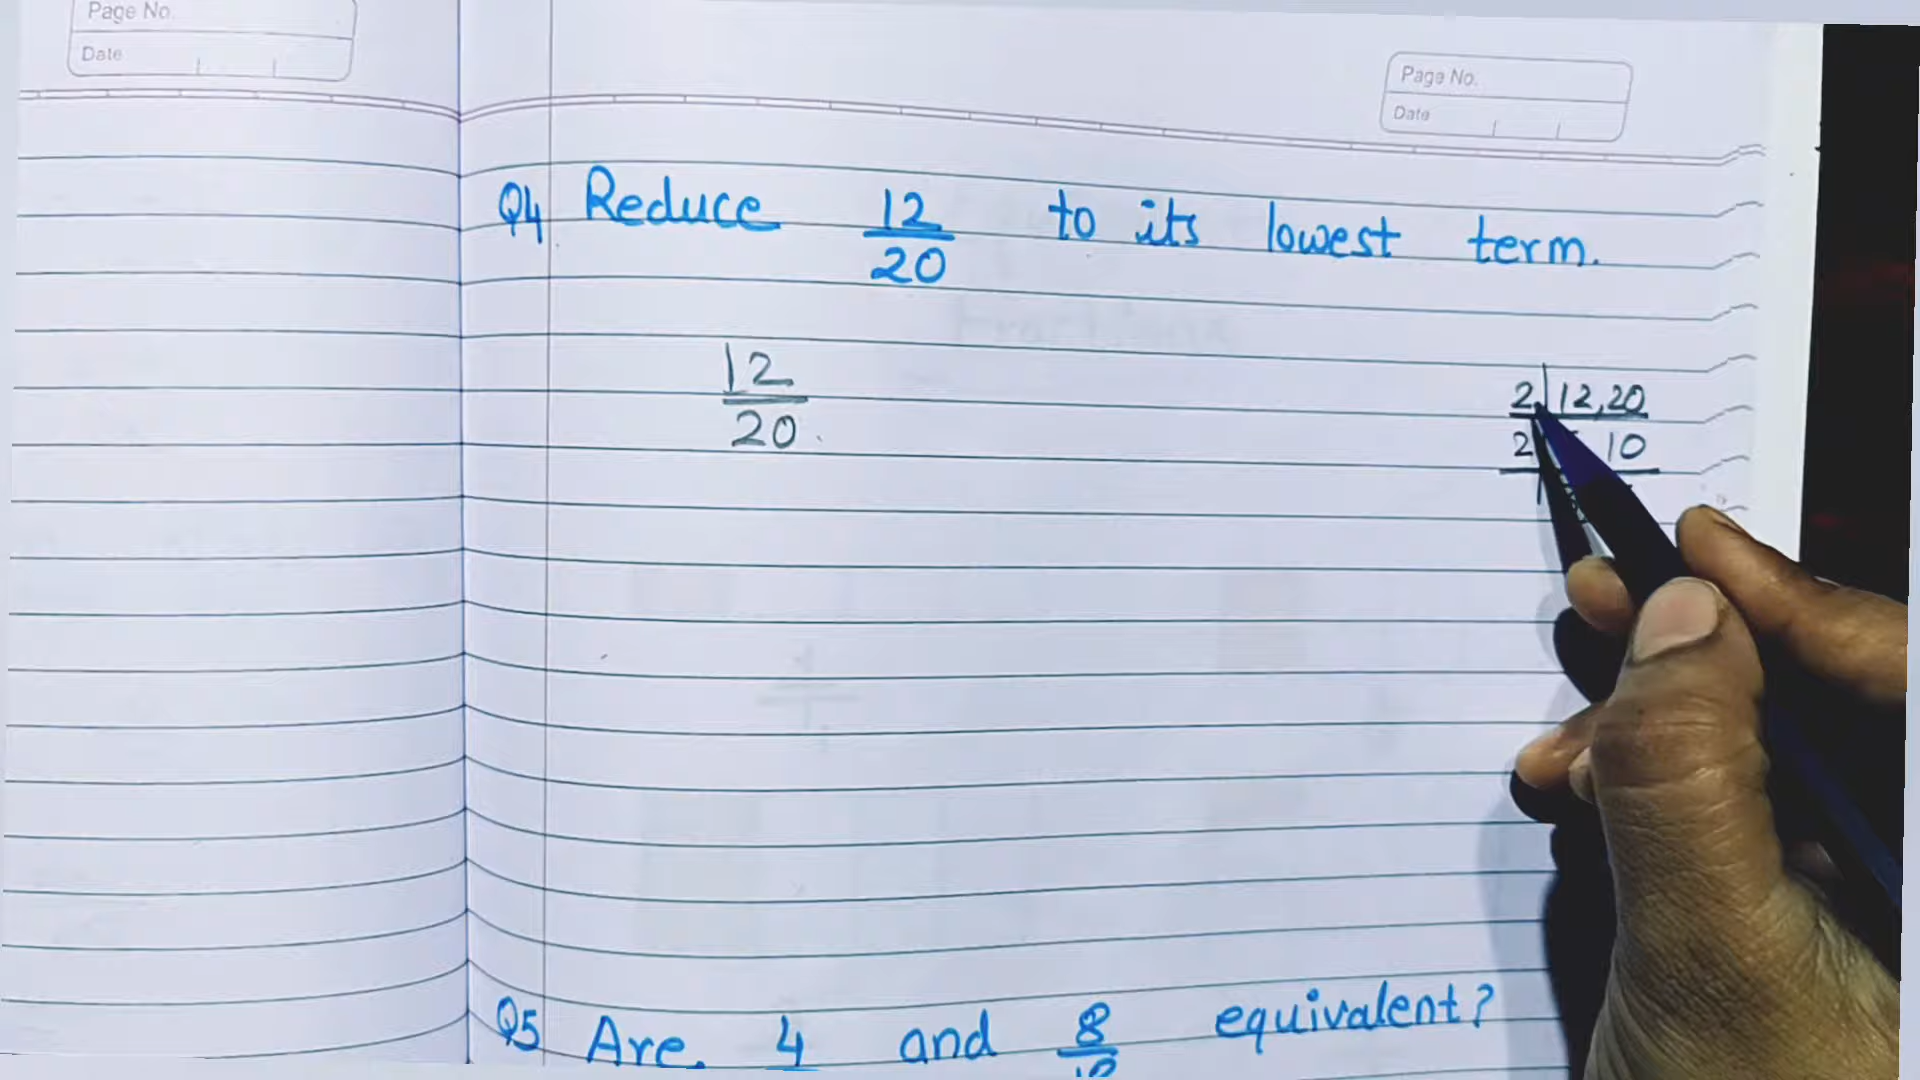 Page No.
Date
Page No.
Date
Q4 Reduce 12/20 to its lowest term.
12/20
2 | 12, 20
2 10
Q5 Are 4 and 8 equivalent?